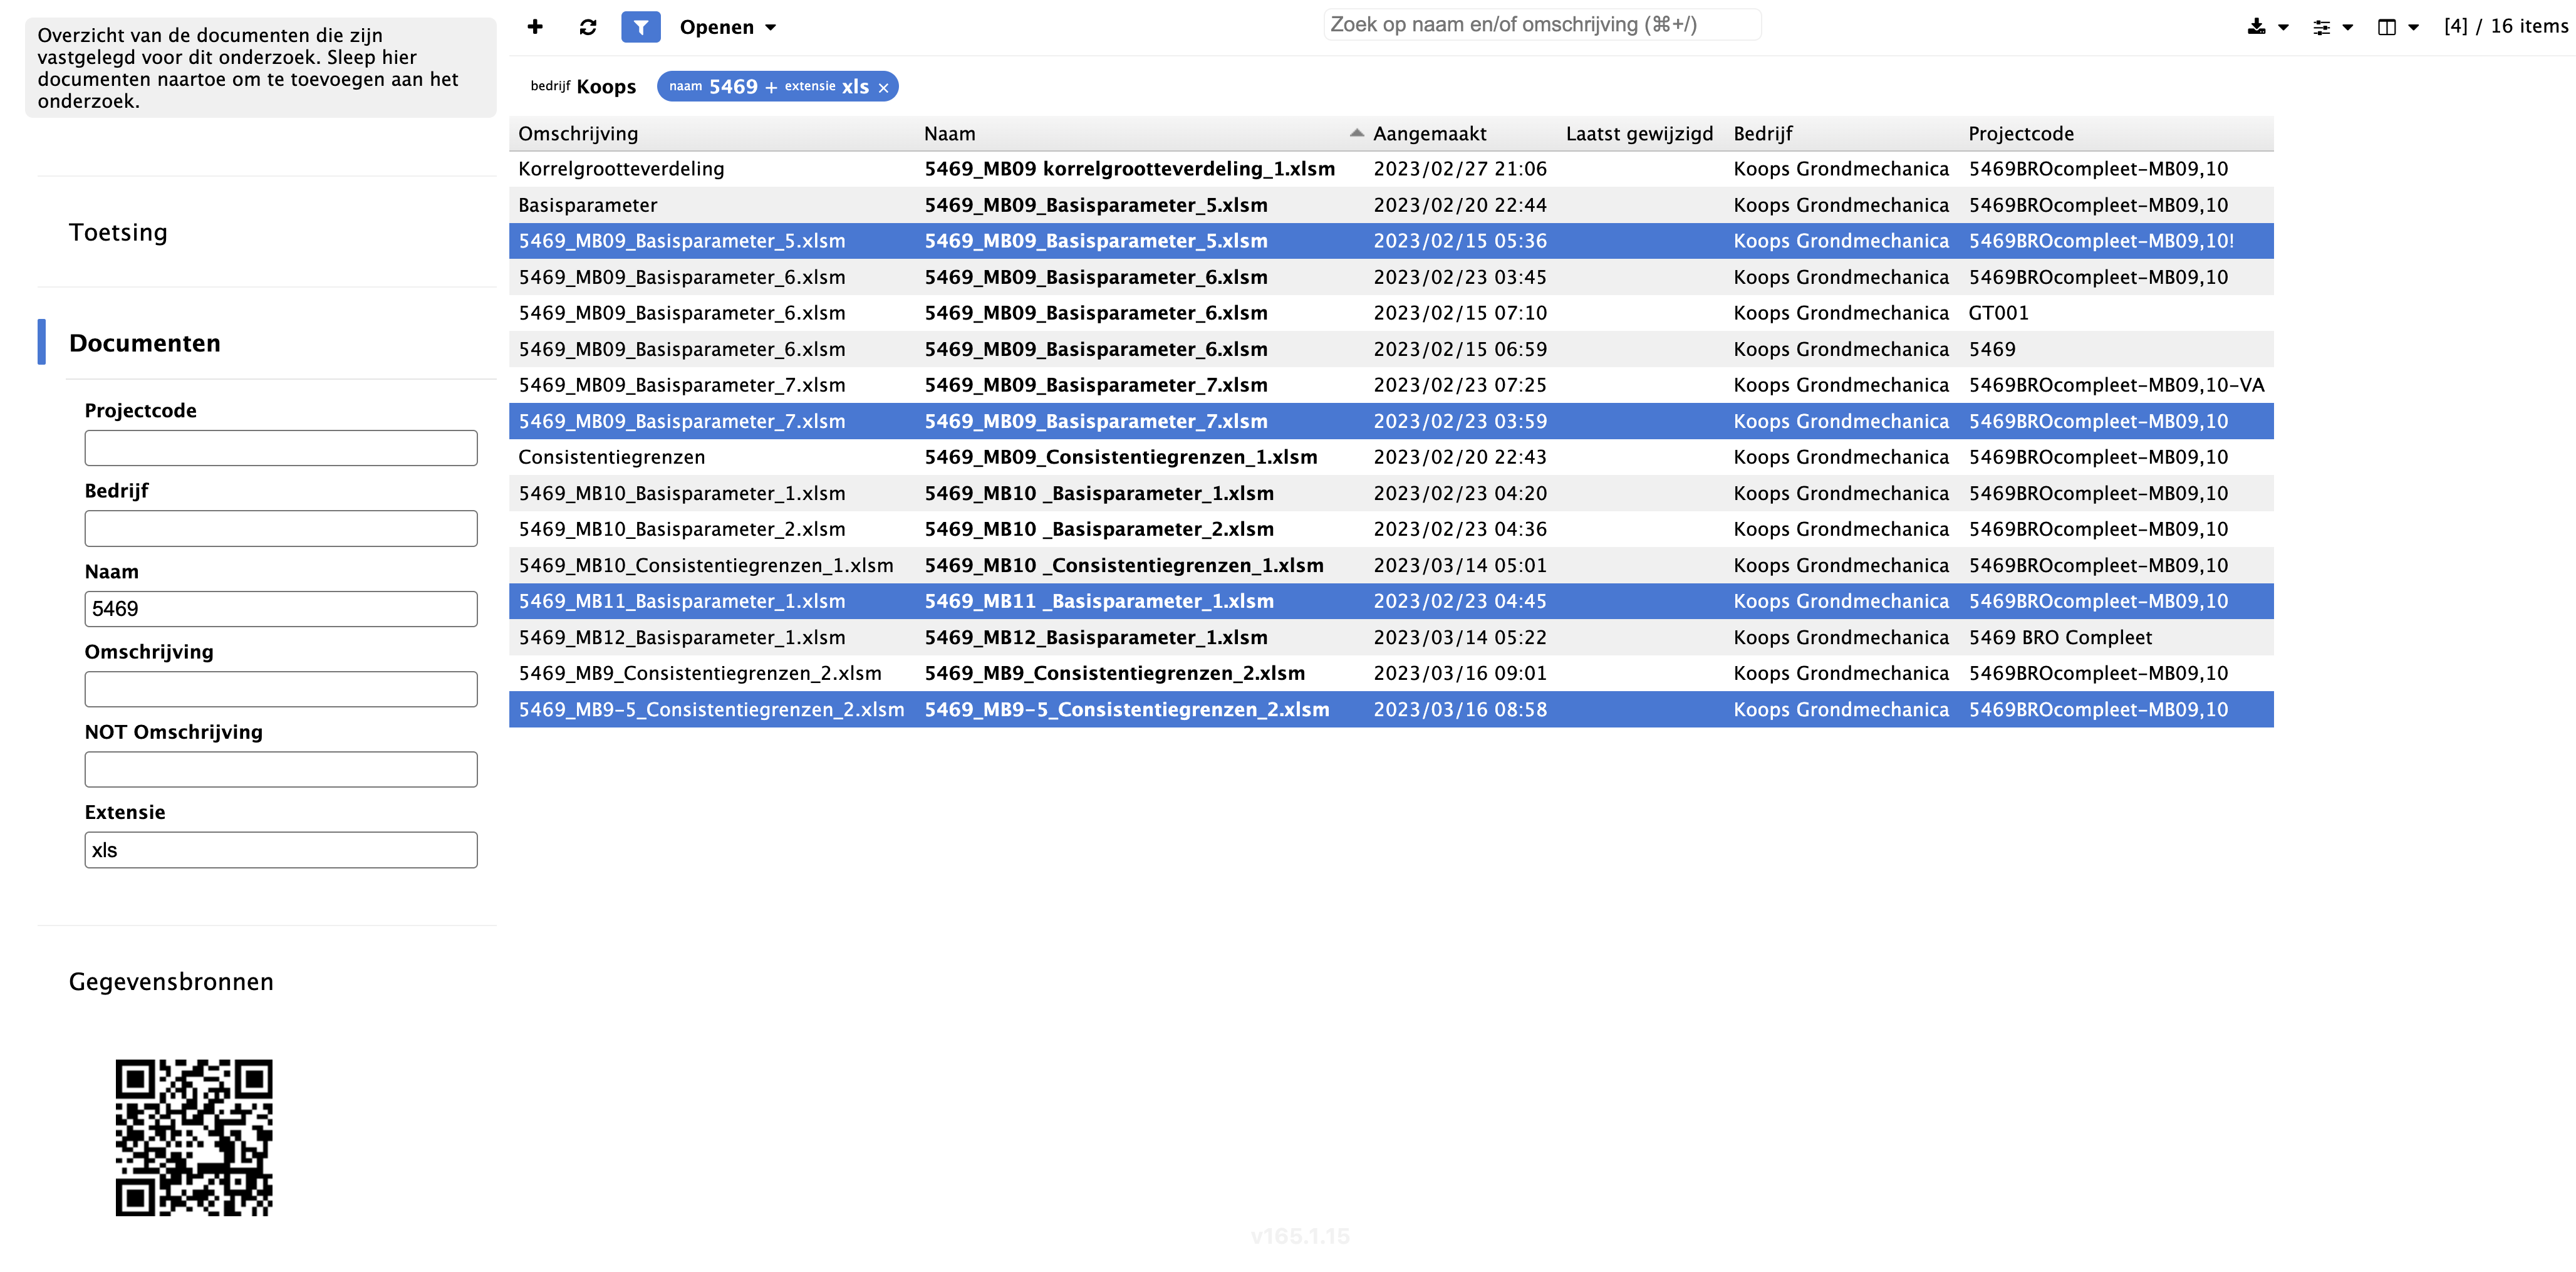 Overzicht van de documenten die zijn
vastgelegd voor dit onderzoek. Sleep hier
documenten naartoe om te toevoegen aan het
onderzoek.
Toetsing
Documenten
Projectcode
Bedrijf
Naam
5469
Omschrijving
NOT Omschrijving
Extensie
xls
Gegevensbronnen
Openen
Zoek op naam en/of omschrijving (⌘+/)
[4] / 16 items
bedrijf Koops naam 5469 + extensie xls ×
Omschrijving Naam Aangemaakt Laatst gewijzigd Bedrijf Projectcode
Korrelgrootteverdeling 5469_MB09 korrelgrootteverdeling_1.xlsm 2023/02/27 21:06 Koops Grondmechanica 5469BROcompleet-MB09,10
Basisparameter 5469_MB09_Basisparameter_5.xlsm 2023/02/20 22:44 Koops Grondmechanica 5469BROcompleet-MB09,10
5469_MB09_Basisparameter_5.xlsm 5469_MB09_Basisparameter_5.xlsm 2023/02/15 05:36 Koops Grondmechanica 5469BROcompleet-MB09,10!
5469_MB09_Basisparameter_6.xlsm 5469_MB09_Basisparameter_6.xlsm 2023/02/23 03:45 Koops Grondmechanica 5469BROcompleet-MB09,10
5469_MB09_Basisparameter_6.xlsm 5469_MB09_Basisparameter_6.xlsm 2023/02/15 07:10 Koops Grondmechanica GT001
5469_MB09_Basisparameter_6.xlsm 5469_MB09_Basisparameter_6.xlsm 2023/02/15 06:59 Koops Grondmechanica 5469
5469_MB09_Basisparameter_7.xlsm 5469_MB09_Basisparameter_7.xlsm 2023/02/23 07:25 Koops Grondmechanica 5469BROcompleet-MB09,10-VA
5469_MB09_Basisparameter_7.xlsm 5469_MB09_Basisparameter_7.xlsm 2023/02/23 03:59 Koops Grondmechanica 5469BROcompleet-MB09,10
Consistentiegrenzen 5469_MB09_Consistentiegrenzen_1.xlsm 2023/02/20 22:43 Koops Grondmechanica 5469BROcompleet-MB09,10
5469_MB10_Basisparameter_1.xlsm 5469_MB10 _Basisparameter_1.xlsm 2023/02/23 04:20 Koops Grondmechanica 5469BROcompleet-MB09,10
5469_MB10_Basisparameter_2.xlsm 5469_MB10 _Basisparameter_2.xlsm 2023/02/23 04:36 Koops Grondmechanica 5469BROcompleet-MB09,10
5469_MB10_Consistentiegrenzen_1.xlsm 5469_MB10 _Consistentiegrenzen_1.xlsm 2023/03/14 05:01 Koops Grondmechanica 5469BROcompleet-MB09,10
5469_MB11_Basisparameter_1.xlsm 5469_MB11 _Basisparameter_1.xlsm 2023/02/23 04:45 Koops Grondmechanica 5469BROcompleet-MB09,10
5469_MB12_Basisparameter_1.xlsm 5469_MB12_Basisparameter_1.xlsm 2023/03/14 05:22 Koops Grondmechanica 5469 BRO Compleet
5469_MB9_Consistentiegrenzen_2.xlsm 5469_MB9_Consistentiegrenzen_2.xlsm 2023/03/16 09:01 Koops Grondmechanica 5469BROcompleet-MB09,10
5469_MB9-5_Consistentiegrenzen_2.xlsm 5469_MB9-5_Consistentiegrenzen_2.xlsm 2023/03/16 08:58 Koops Grondmechanica 5469BROcompleet-MB09,10
v165.1.15